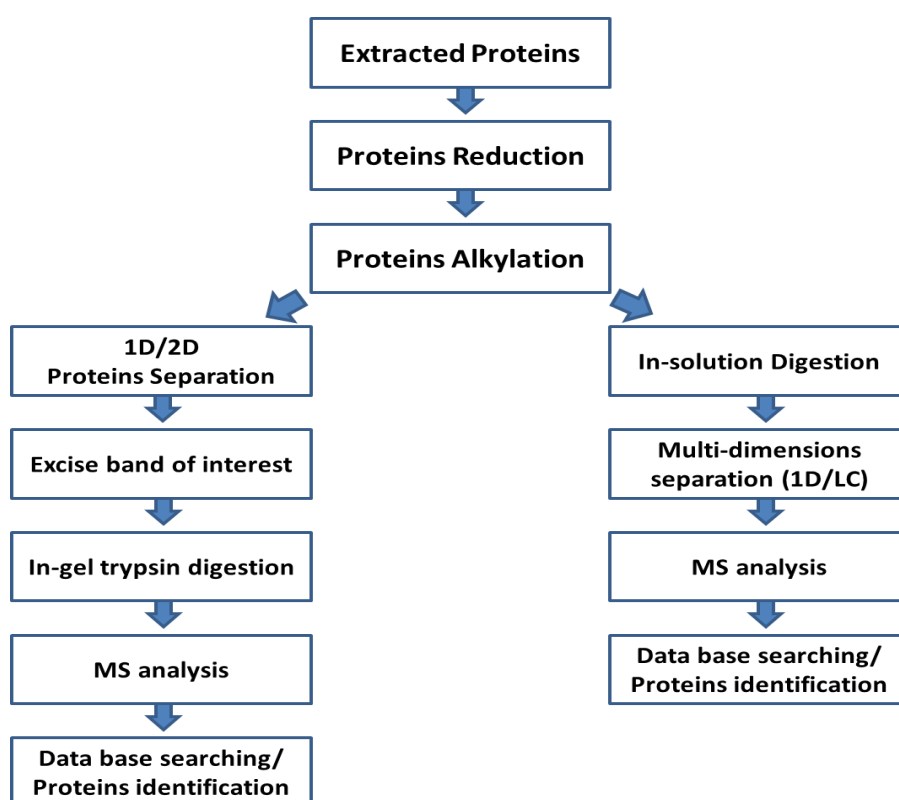 Extracted Proteins
Proteins Reduction
Proteins Alkylation
1D/2D
Proteins Separation
Excise band of interest
In-gel trypsin digestion
MS analysis
Data base searching/
Proteins identification
In-solution Digestion
Multi-dimensions
separation (1D/LC)
MS analysis
Data base searching/
Proteins identification